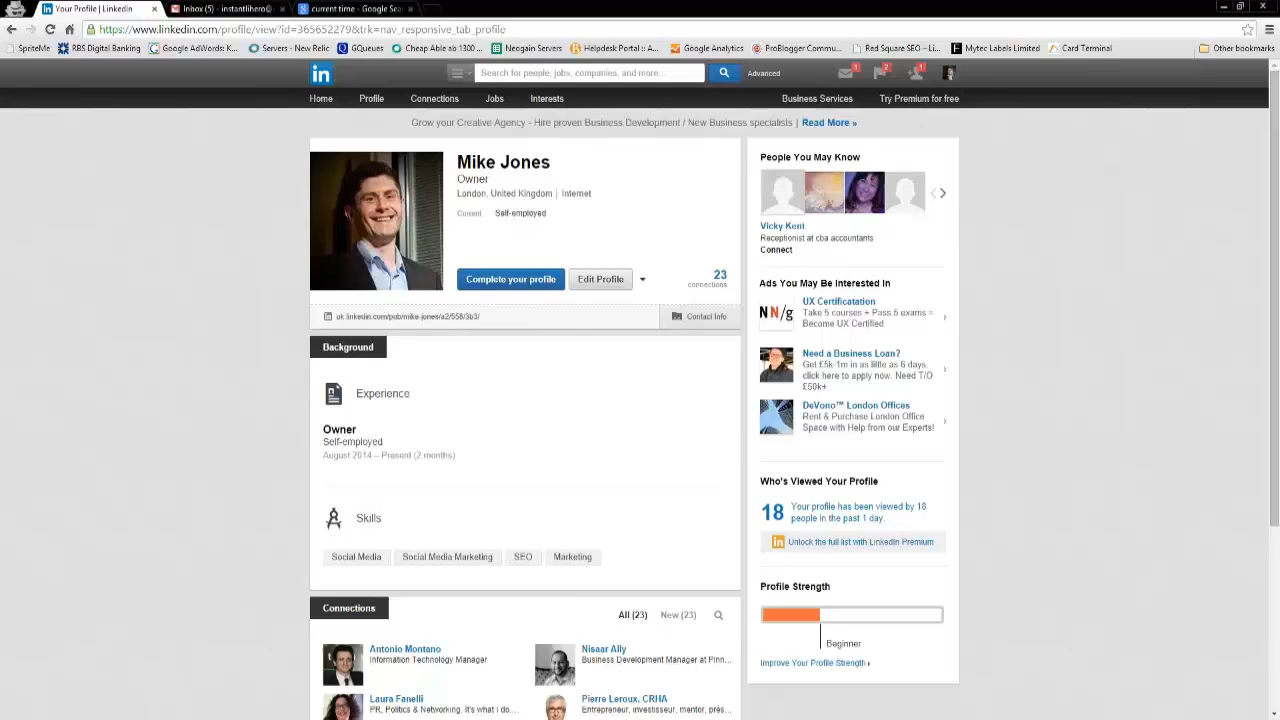 Your Profile | LinkedIn
Inbox (5) - instantlihero@
current time - Google Sea
https://www.linkedin.com/profile/view?id=365652279&trk=nav_responsive_tab_profile
SpriteMe
RBS Digital Banking
Google AdWords: K...
Servers - New Relic
GQueues
Cheap Able ab 1300 ...
Neogain Servers
Helpdesk Portal :: A...
Google Analytics
ProBlogger Commu...
Red Square SEO – Li...
Mytec Labels Limited
Card Terminal
Other bookmarks
in
Search for people, jobs, companies, and more...
Advanced
1
2
1
Home
Profile
Connections
Jobs
Interests
Business Services
Try Premium for free
Grow your Creative Agency - Hire proven Business Development / New Business specialists | Read More »
Mike Jones
Owner
London, United Kingdom | Internet
Current Self-employed
Complete your profile
Edit Profile
23
connections
uk.linkedin.com/pub/mike-jones/a2/558/3b3/
Contact Info
Background
Experience
Owner
Self-employed
August 2014 – Present (2 months)
Skills
Social Media
Social Media Marketing
SEO
Marketing
Connections
All (23)
New (23)
Antonio Montano
Information Technology Manager
Nisaar Ally
Business Development Manager at Pinn...
Laura Fanelli
PR, Politics & Networking. It's what I do....
Pierre Leroux, CRHA
Entrepreneur, investisseur, mentor, prés...
People You May Know
Vicky Kent
Receptionist at cba accountants
Connect
Ads You May Be Interested In
NN/g
UX Certificatation
Take 5 courses + Pass 5 exams =
Become UX Certified
Need a Business Loan?
Get £5k-1m in as little as 6 days,
click here to apply now. Need T/O
£50k+
DeVono™ London Offices
Rent & Purchase London Office
Space with Help from our Experts!
Who's Viewed Your Profile
18
Your profile has been viewed by 18
people in the past 1 day.
in Unlock the full list with LinkedIn Premium
Profile Strength
Beginner
Improve Your Profile Strength